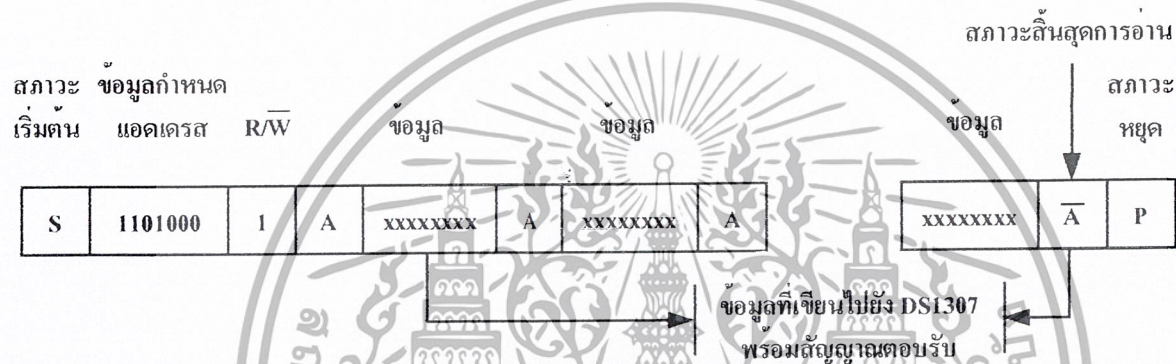 สภาวะสิ้นสุดการอ่าน
สภาวะ ข้อมูลกำหนด
เริ่มต้น แอดเดรส R/W̅ ข้อมูล ข้อมูล ข้อมูล
สภาวะ
หยุด
S 1101000 1 A xxxxxxxx A xxxxxxxx A xxxxxxxx A̅ P
ข้อมูลที่เขียนไปยัง DS1307
พร้อมสัญญาณตอบรับ